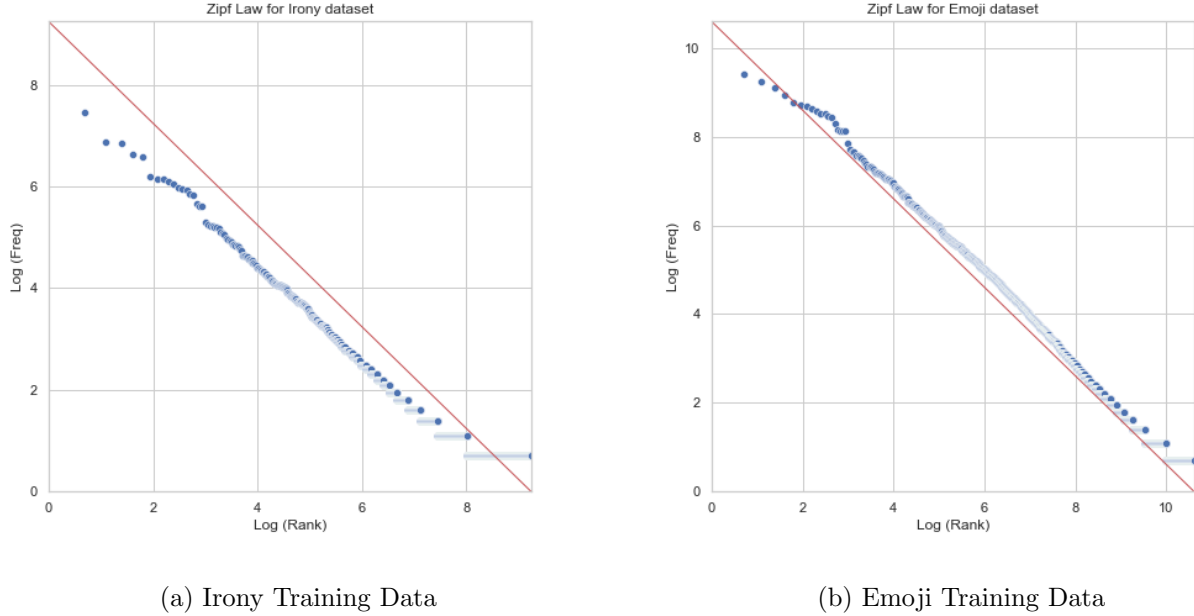 Zipf Law for Irony dataset
8
6
4
2
0
Log (Freq)
0 2 4 6 8
Log (Rank)
(a) Irony Training Data
Zipf Law for Emoji dataset
10
8
6
4
2
0
Log (Freq)
0 2 4 6 8 10
Log (Rank)
(b) Emoji Training Data